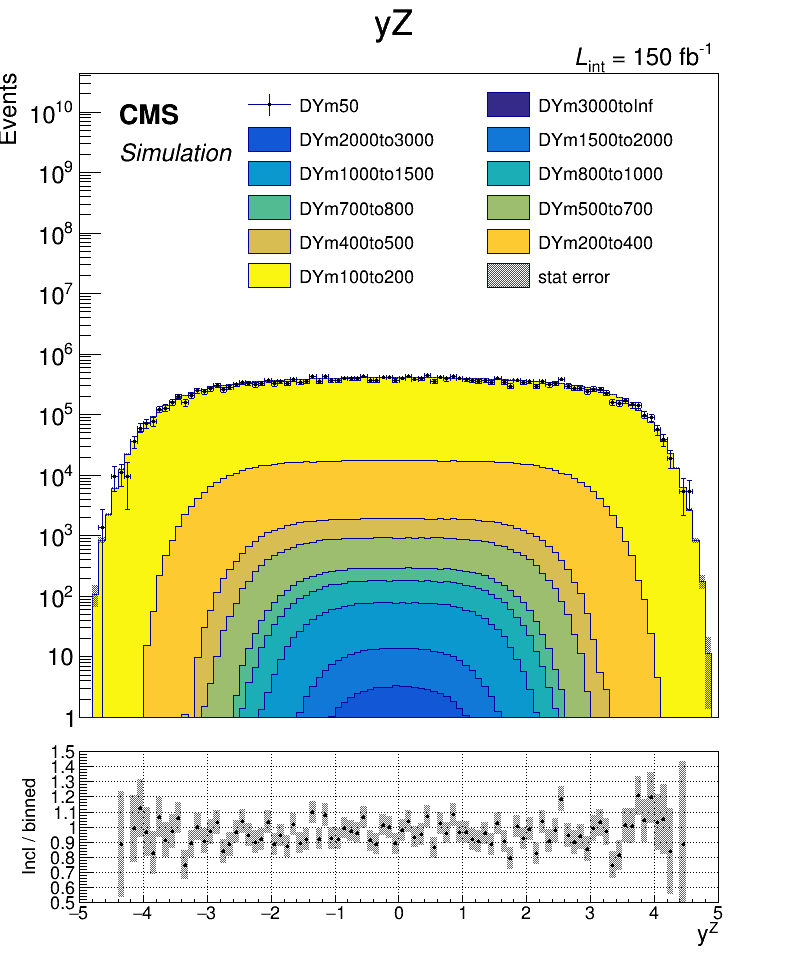 yZ
L_int = 150 fb^-1
Events
CMS
Simulation
DYm50
DYm3000toInf
DYm2000to3000
DYm1500to2000
DYm1000to1500
DYm800to1000
DYm700to800
DYm500to700
DYm400to500
DYm200to400
DYm100to200
stat error
10^10
10^9
10^8
10^7
10^6
10^5
10^4
10^3
10^2
10
1
Incl / binned
1.5
1.4
1.3
1.2
1.1
1
0.9
0.8
0.7
0.6
0.5
−5 −4 −3 −2 −1 0 1 2 3 4 5
y^Z